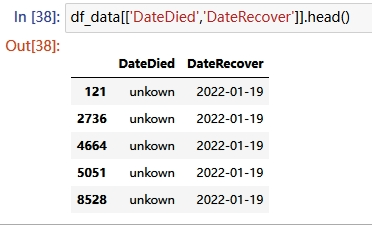 In [38]: df_data[['DateDied','DateRecover']].head()
Out[38]:
DateDied DateRecover
121 unkown 2022-01-19
2736 unkown 2022-01-19
4664 unkown 2022-01-19
5051 unkown 2022-01-19
8528 unkown 2022-01-19